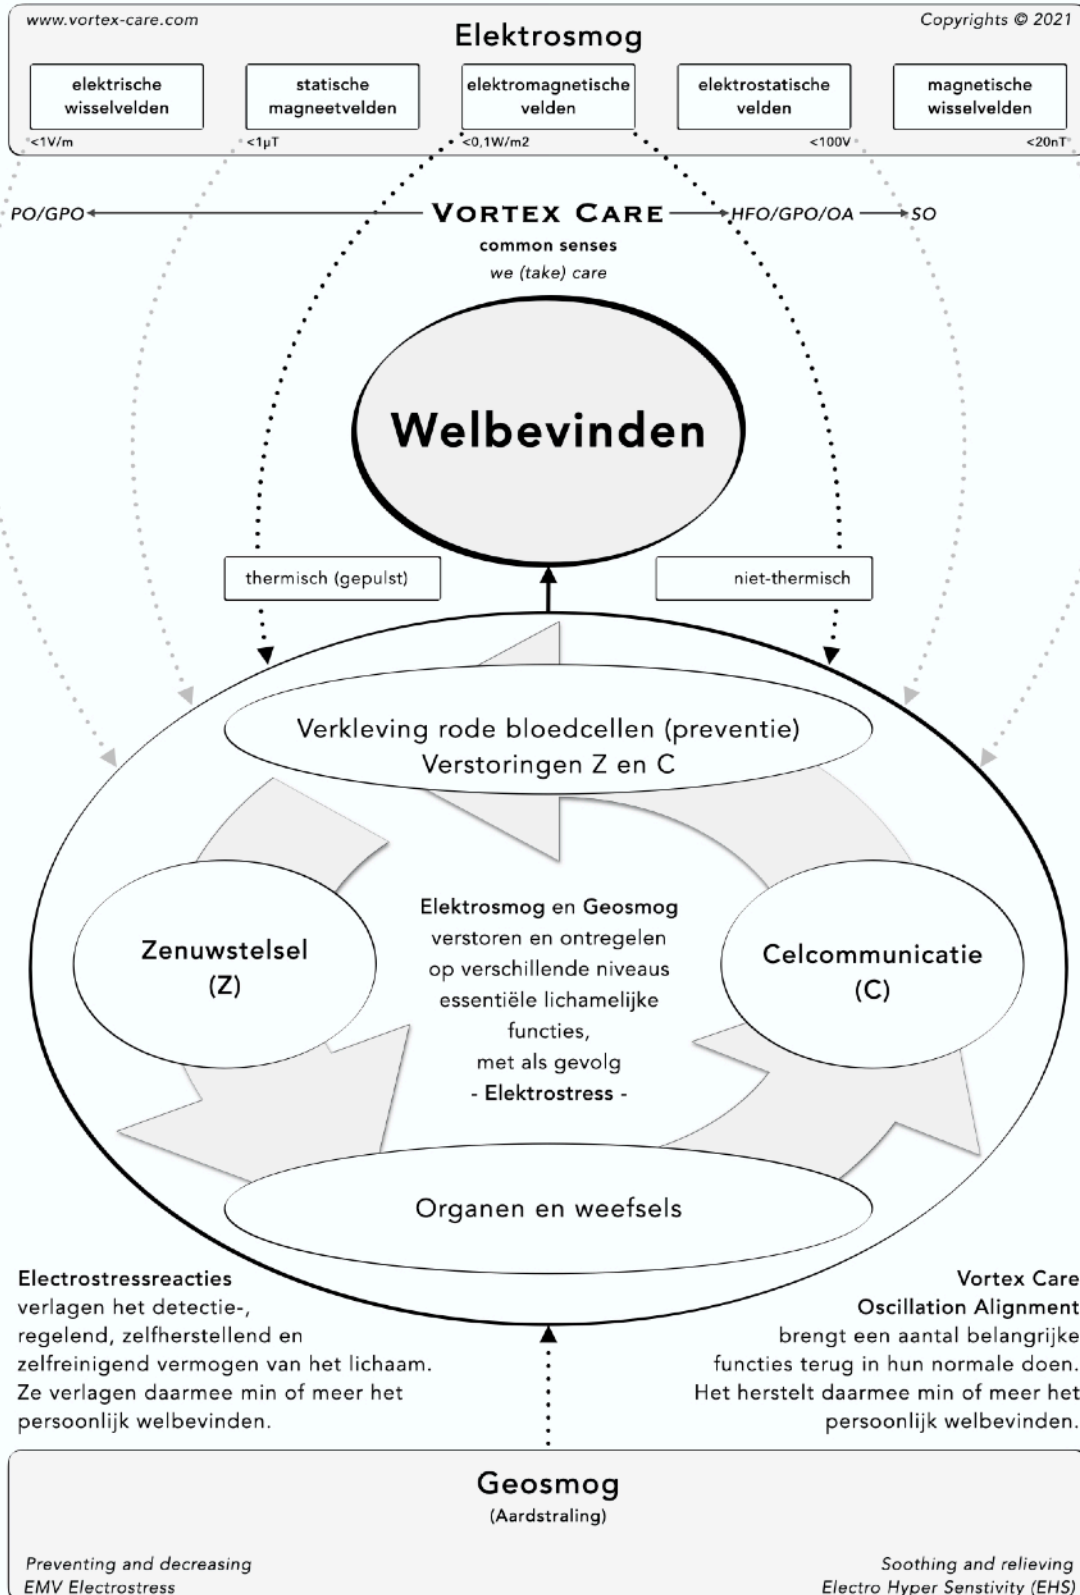 www.vortex-care.com
Copyrights © 2021
Elektrosmog
elektrische
wisselvelden
statische
magneetvelden
elektromagnetische
velden
elektrostatische
velden
magnetische
wisselvelden
<1V/m
<1µT
<0,1W/m2
<100V
<20nT
PO/GPO
VORTEX CARE
HFO/GPO/OA
SO
common senses
we (take) care
Welbevinden
thermisch (gepulst)
niet-thermisch
Verkleving rode bloedcellen (preventie)
Verstoringen Z en C
Zenuwstelsel
(Z)
Elektrosmog en Geosmog
verstoren en ontregelen
op verschillende niveaus
essentiële lichamelijke
functies,
met als gevolg
- Elektrostress -
Celcommunicatie
(C)
Organen en weefsels
Electrostressreacties
verlagen het detectie-,
regelend, zelfherstellend en
zelfreinigend vermogen van het lichaam.
Ze verlagen daarmee min of meer het
persoonlijk welbevinden.
Vortex Care
Oscillation Alignment
brengt een aantal belangrijke
functies terug in hun normale doen.
Het herstelt daarmee min of meer het
persoonlijk welbevinden.
Geosmog
(Aardstraling)
Preventing and decreasing
EMV Electrostress
Soothing and relieving
Electro Hyper Senstivity (EHS)